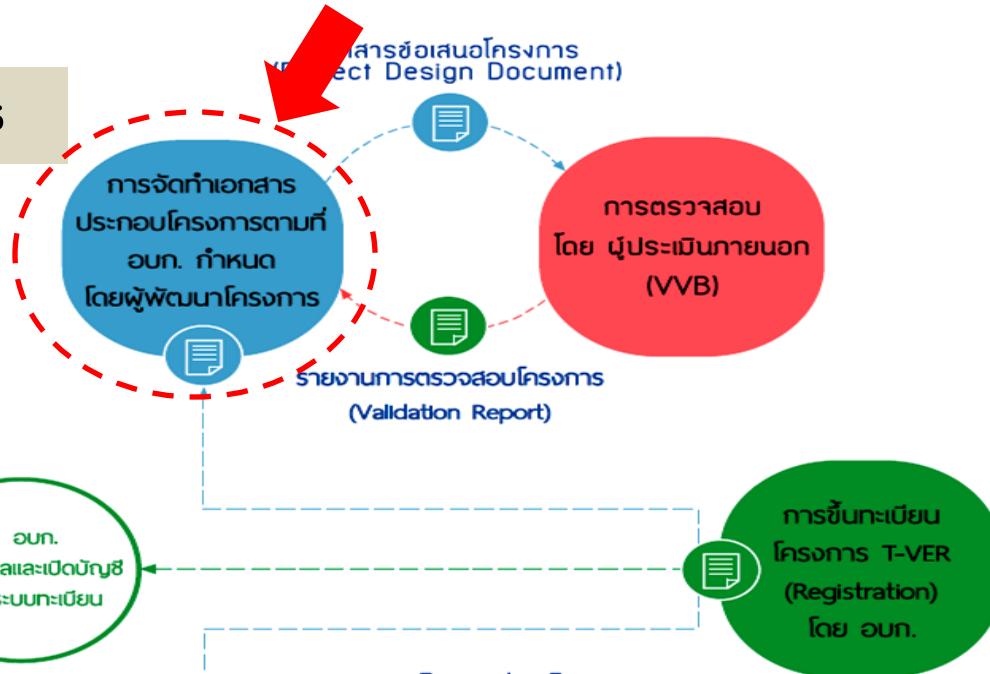 สารข้อเสนอโครงการ
ect Design Document)
การจัดทำเอกสาร
ประกอบโครงการตามที่
อบก. กำหนด
โดยผู้พัฒนาโครงการ
การตรวจสอบ
โดย ผู้ประเมินภายนอก
(VVB)
รายงานการตรวจสอบโครงการ
(Validation Report)
อบก.
ลและเปิดบัญชี
ระบบทะเบียน
การขึ้นทะเบียน
โครงการ T-VER
(Registration)
โดย อบก.